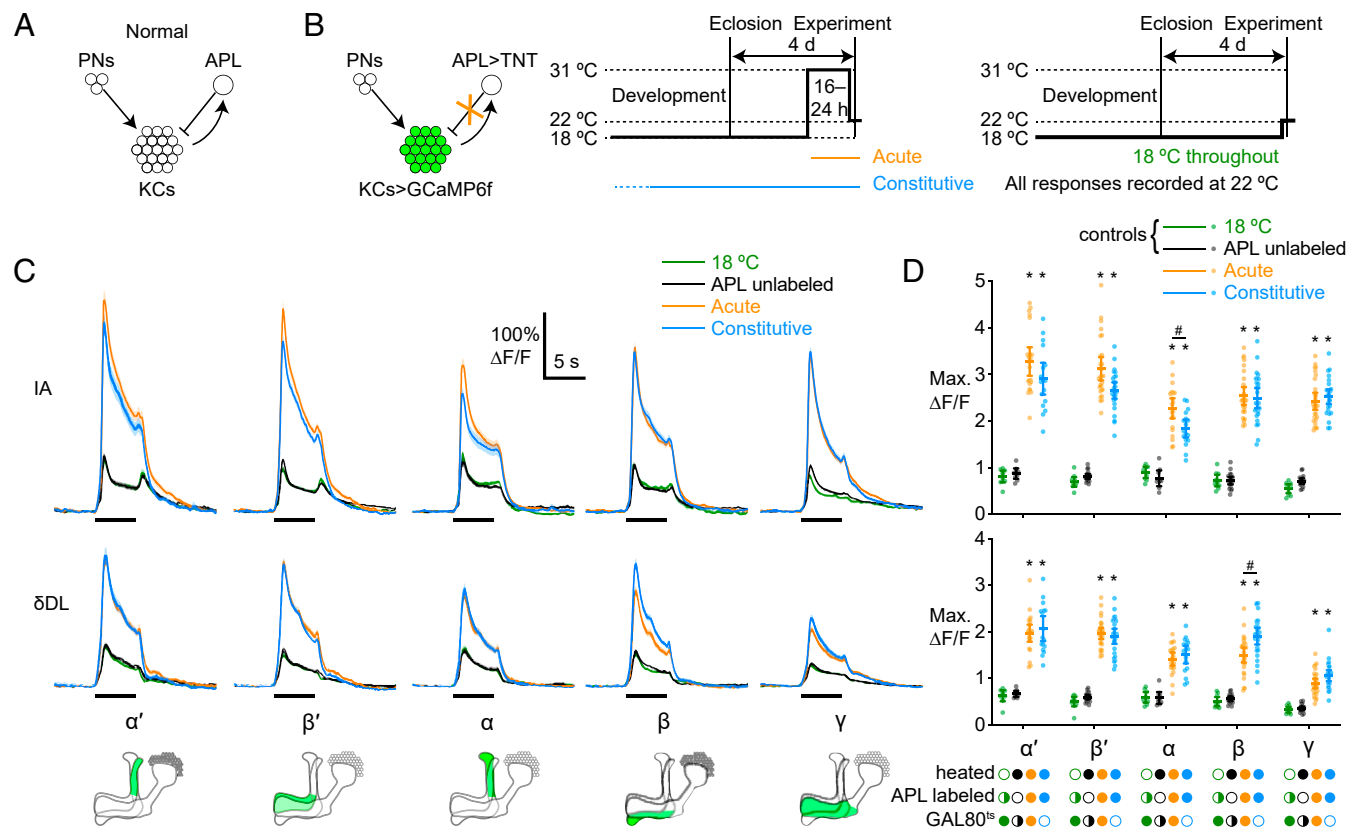 A
Normal
PNs
APL
KCs
B
PNs
APL>TNT
KCs>GCaMP6f
Eclosion Experiment
4 d
31 ºC
Development
16–
24 h
22 ºC
18 ºC
Acute
Constitutive
Eclosion Experiment
4 d
31 ºC
Development
22 ºC
18 ºC
18 ºC throughout
All responses recorded at 22 ºC
C
18 ºC
APL unlabeled
Acute
Constitutive
100%
ΔF/F
5 s
IA
δDL
α′
β′
α
β
γ
D
controls {
18 ºC
APL unlabeled
Acute
Constitutive
5
4
3
2
1
0
Max.
ΔF/F
* *
* *
#
* *
* *
* *
4
3
2
1
0
Max.
ΔF/F
* *
* *
* *
#
* *
* *
α′
β′
α
β
γ
heated
APL labeled
GAL80ts